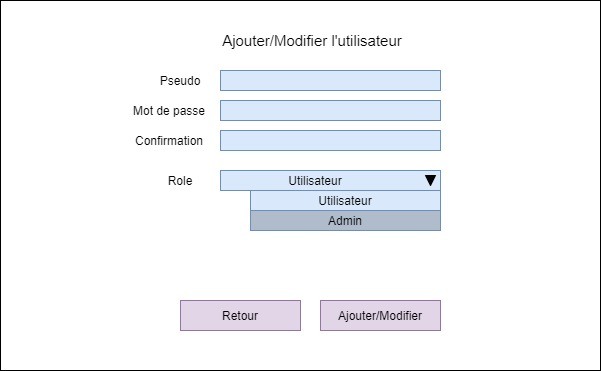 Ajouter/Modifier l'utilisateur
Pseudo
Mot de passe
Confirmation
Role
Utilisateur
Utilisateur
Admin
Retour
Ajouter/Modifier